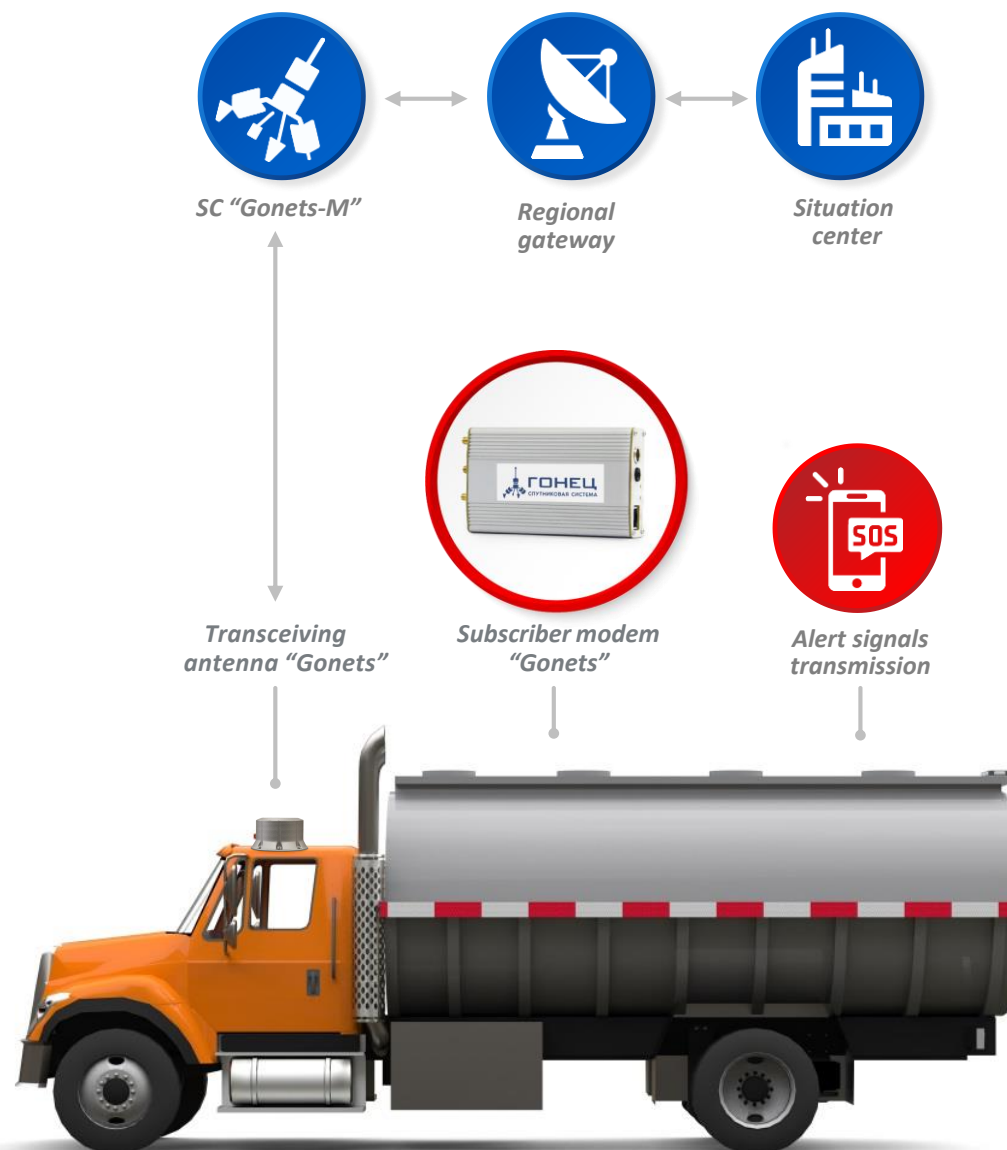 SC “Gonets-M”
Regional
gateway
Situation
center
ГОНЕЦ
СПУТНИКОВАЯ СИСТЕМА
SOS
Transceiving
antenna “Gonets”
Subscriber modem
“Gonets”
Alert signals
transmission